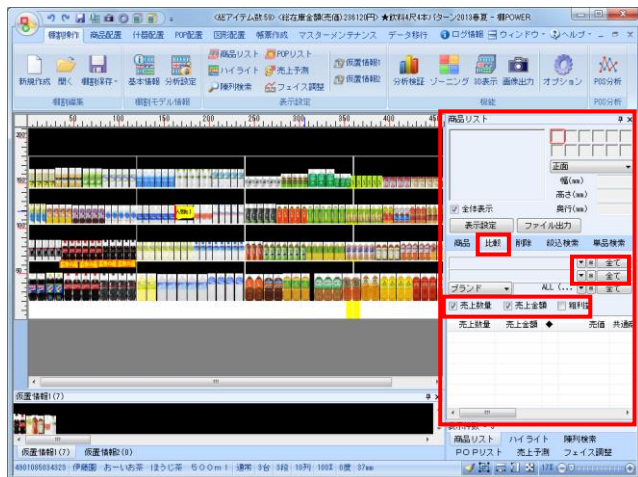 <総アイテム数:58> <総在庫金額(売価):236120円> ★飲料4尺4本パターン2013春夏 - 棚POWER
棚割操作 商品配置 什器配置 POP配置 図形配置 帳票作成 マスターメンテナンス データ移行 ログ情報 ウィンドウ ヘルプ
商品リスト POPリスト
仮置情報1
ハイライト 売上予測
仮置情報2
陳列検索 フェイス調整
新規作成 開く 棚割保存 基本情報 分析設定 分析検証 ゾーニング 3D表示 画像出力 オプション POS分析
棚割編集 棚割モデル情報 表示設定 機能 POS分析
50 100 150 200 250 300 350 400
商品リスト
正面
幅(mm)
高さ(mm)
全体表示 奥行(mm)
表示設定 ファイル出力
商品 比較 削除 絞込検索 単品検索
全て
全て
ブランド ALL (... 全て
売上数量 売上金額 粗利
売上数量 売上金額 ◆ 売価 共通
仮置情報1(7)
商品リスト ハイライト 陳列検索
仮置情報1(7) 仮置情報2(0)
POPリスト 売上予測 フェイス調整
4901085034323 伊藤園 おーいお茶 ほうじ茶 500ml 通常 3台 3段 10列 100% 0度 37mm